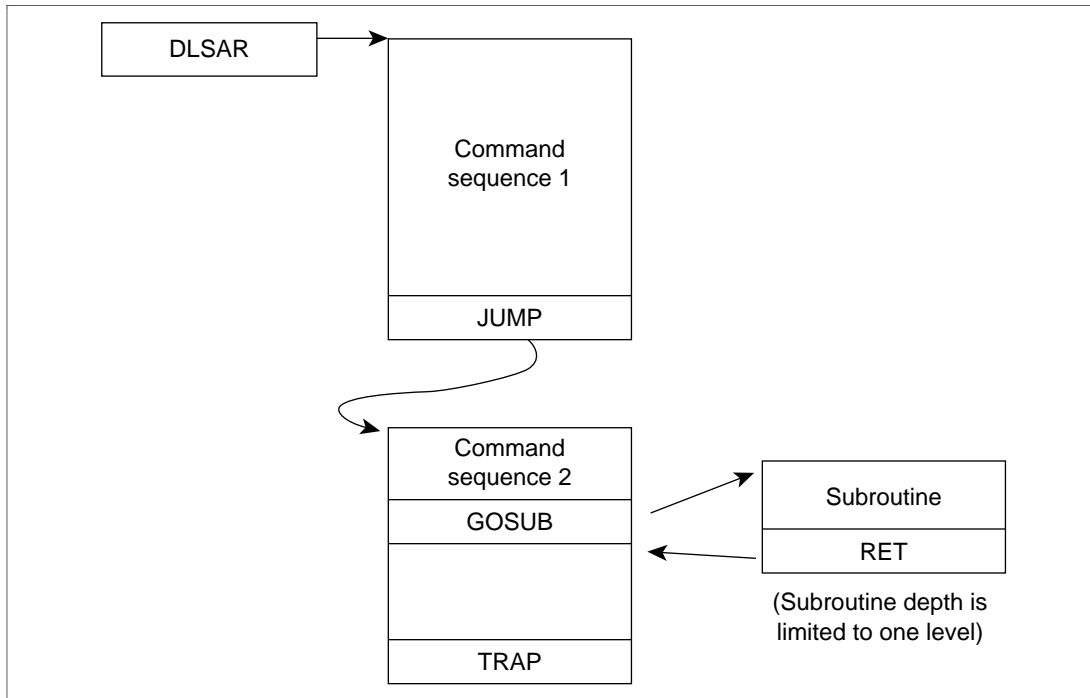 DLSAR
Command
sequence 1
JUMP
Command
sequence 2
GOSUB
Subroutine
RET
(Subroutine depth is
limited to one level)
TRAP